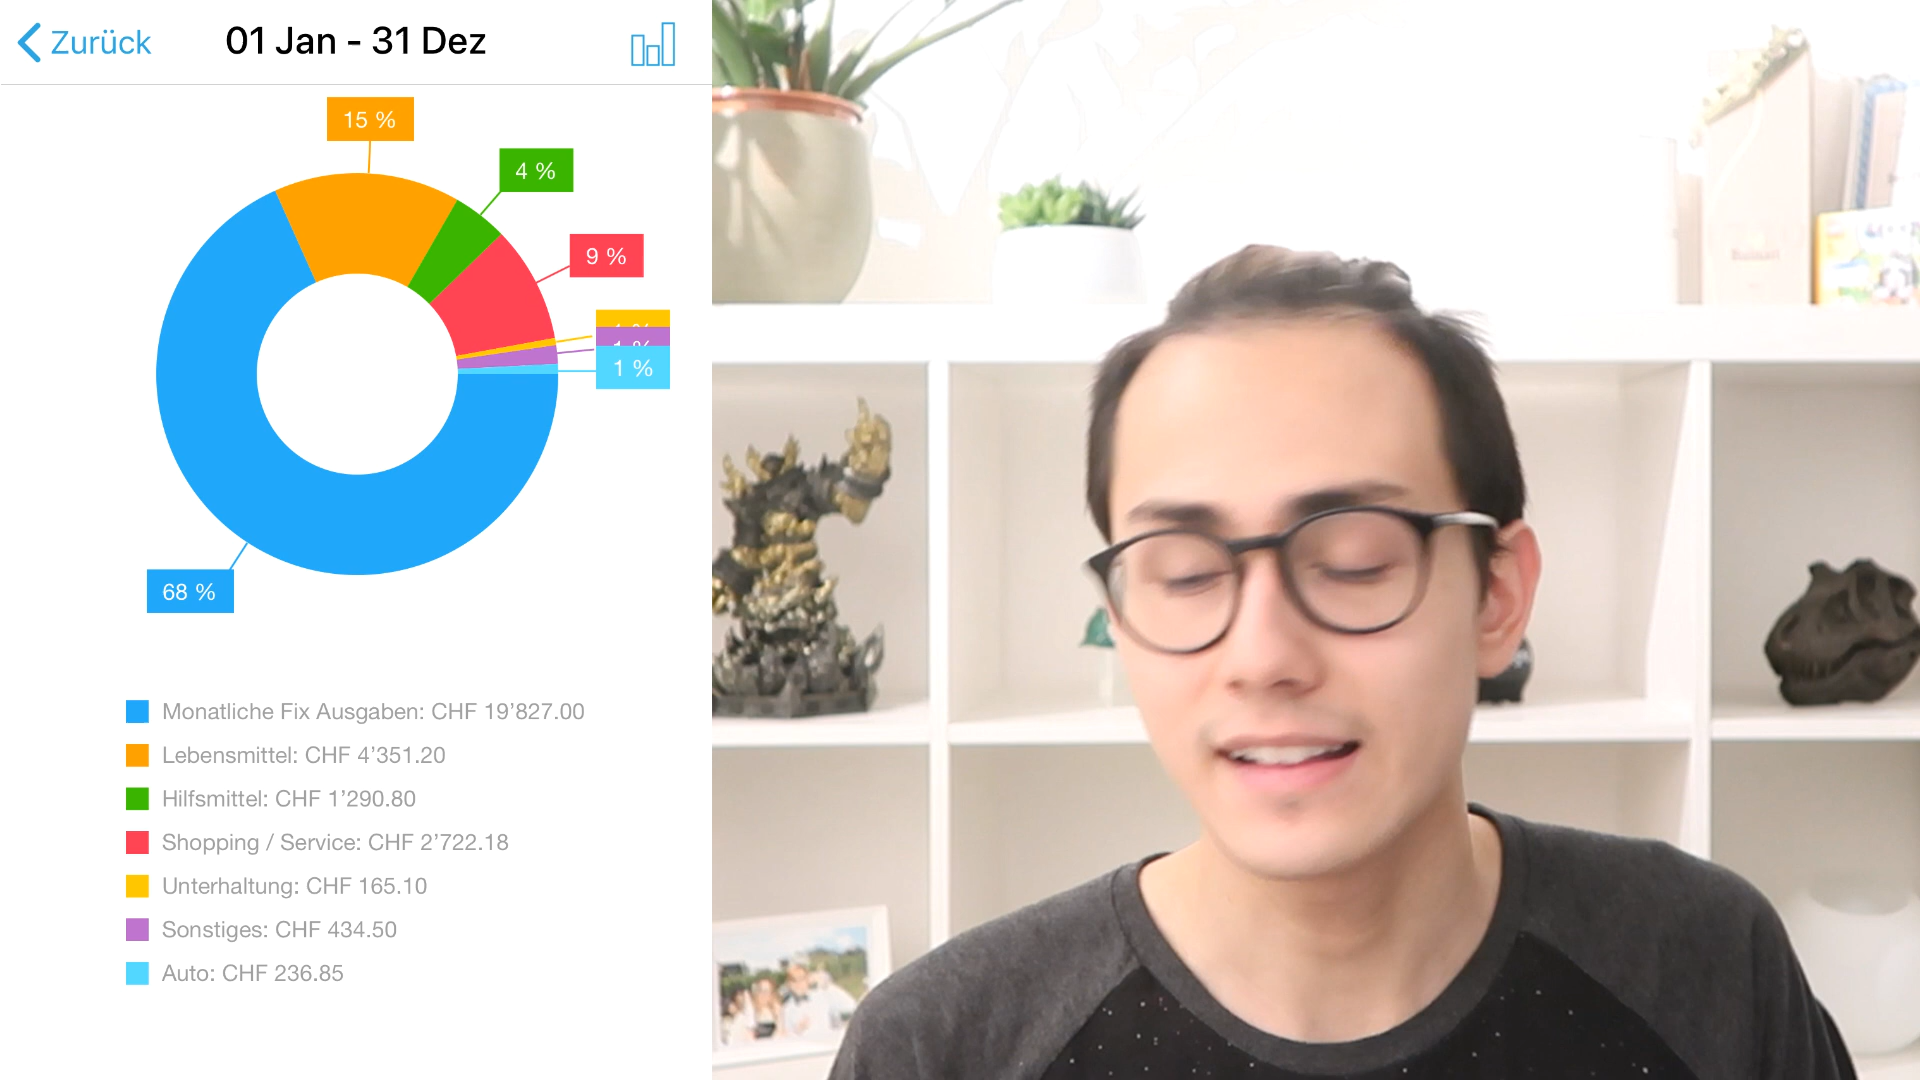 Zurück
01 Jan - 31 Dez
15 %
4 %
9 %
1 %
68 %
Monatliche Fix Ausgaben: CHF 19’827.00
Lebensmittel: CHF 4’351.20
Hilfsmittel: CHF 1’290.80
Shopping / Service: CHF 2’722.18
Unterhaltung: CHF 165.10
Sonstiges: CHF 434.50
Auto: CHF 236.85